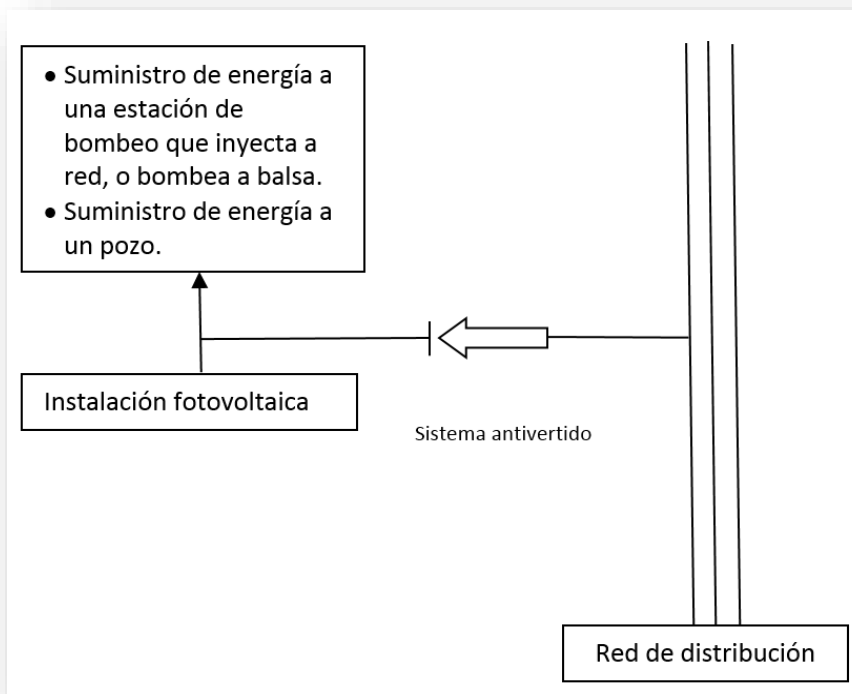 • Suministro de energía a
una estación de
bombeo que inyecta a
red, o bombea a balsa.
• Suministro de energía a
un pozo.
Instalación fotovoltaica
Sistema antivertido
Red de distribución